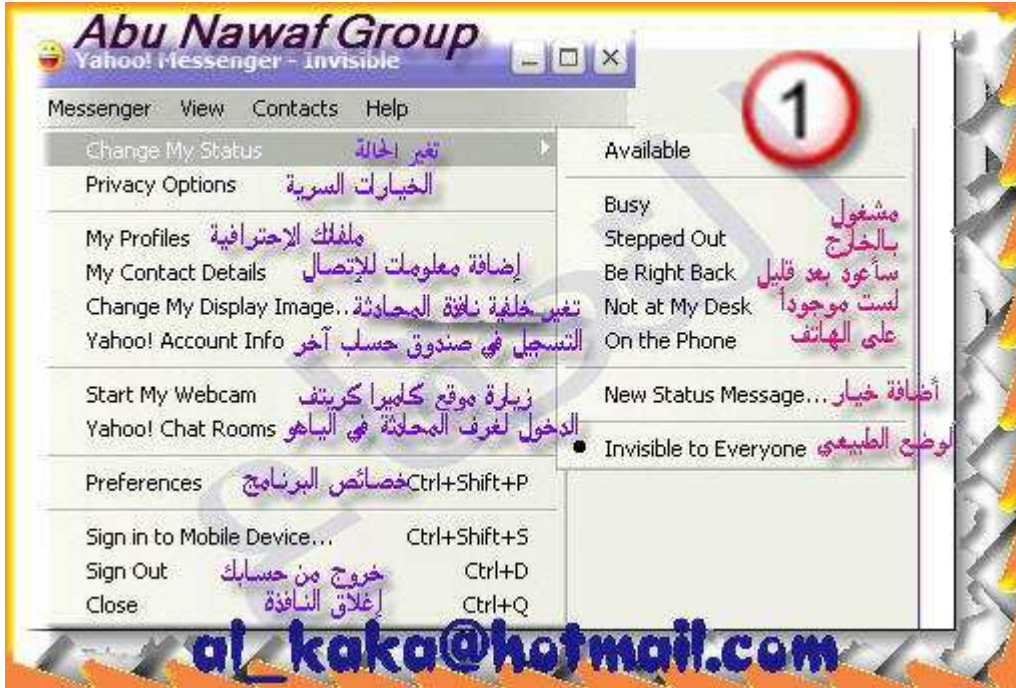 Abu Nawaf Group
Yahoo! Messenger - Invisible
1
Messenger View Contacts Help
Change My Status تغير الحالة
Privacy Options الخيارات السرية
My Profiles ملفلك الاحترافية
My Contact Details إضافة معلومات للإتصال
Change My Display Image... تغير خلفية نافذة المحادثة
Yahoo! Account Info التسجيل في صندوق حساب آخر
Start My Webcam زيارة موقع كاميرا كريتف
Yahoo! Chat Rooms الدخول لغرف المحادثة في الياهو
Preferences خصائص البرنامج Ctrl+Shift+P
Sign in to Mobile Device... Ctrl+Shift+S
Sign Out خروج من حسابك Ctrl+D
Close إغلاق النافذة Ctrl+Q
Available
Busy مشغول
Stepped Out بالخارج
Be Right Back سأعود بعد قليل
Not at My Desk لست موجوداً
On the Phone على الهاتف
New Status Message... أضافة خيار
Invisible to Everyone لوضع الطبيعي
al_kaka@hotmail.com